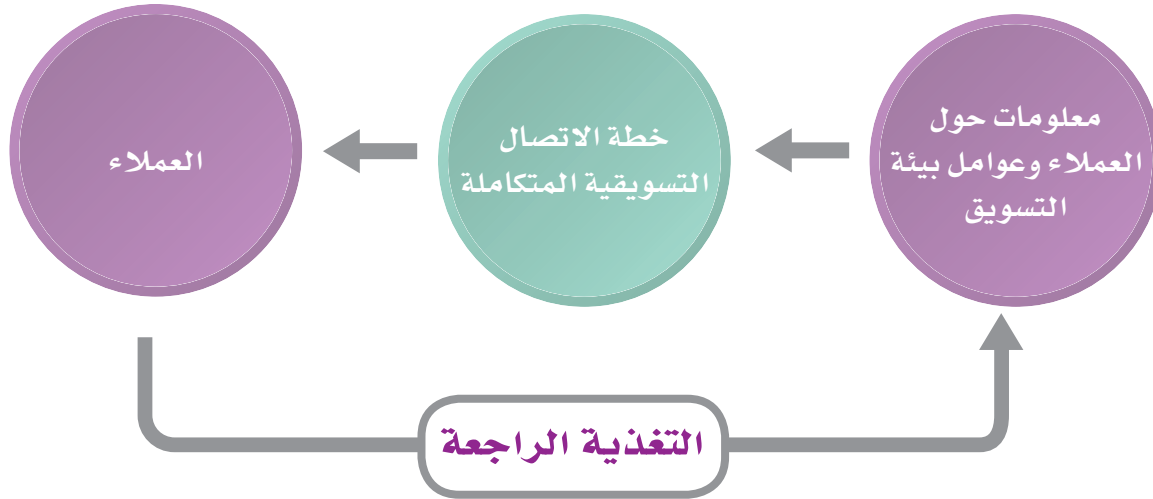 معلومات حول
العملاء وعوامل بيئة
التسويق
خطة الاتصال
التسويقية المتكاملة
العملاء
التغذية الراجعة